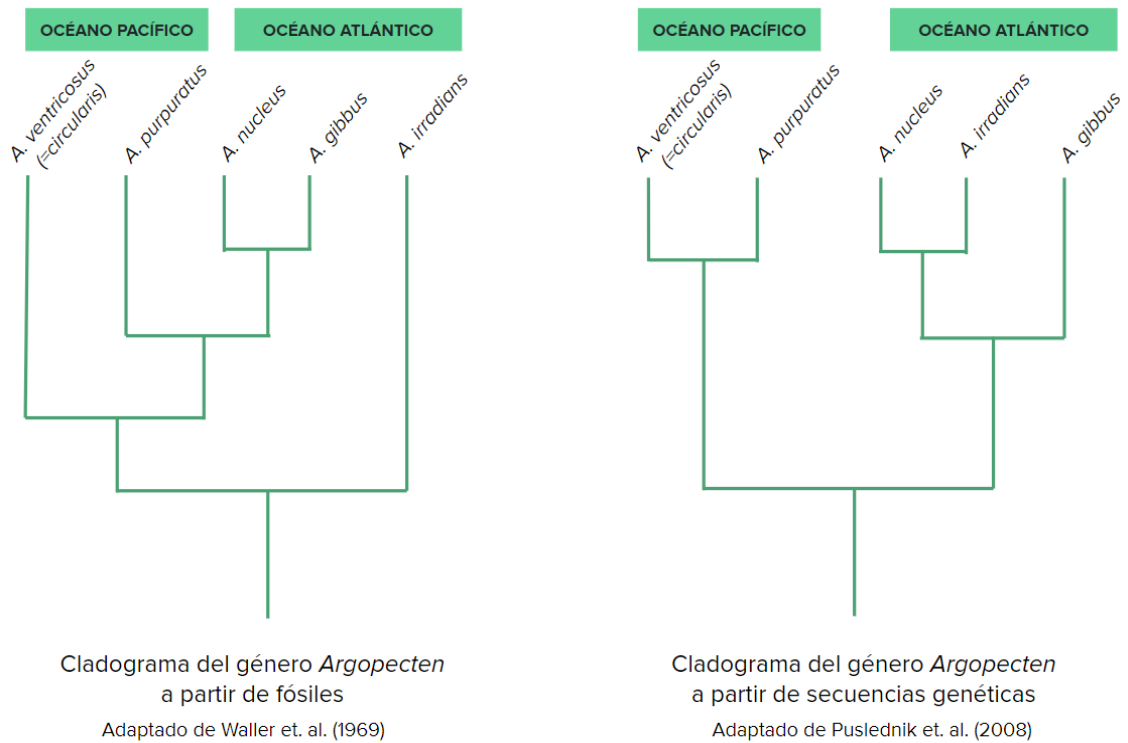 OCÉANO PACÍFICO
OCÉANO ATLÁNTICO
A. ventricosus
(=circularis)
A. purpuratus
A. nucleus
A. gibbus
A. irradians
Cladograma del género Argopecten
a partir de fósiles
Adaptado de Waller et. al. (1969)
OCÉANO PACÍFICO
OCÉANO ATLÁNTICO
A. ventricosus
(=circularis)
A. purpuratus
A. nucleus
A. irradians
A. gibbus
Cladograma del género Argopecten
a partir de secuencias genéticas
Adaptado de Puslednik et. al. (2008)